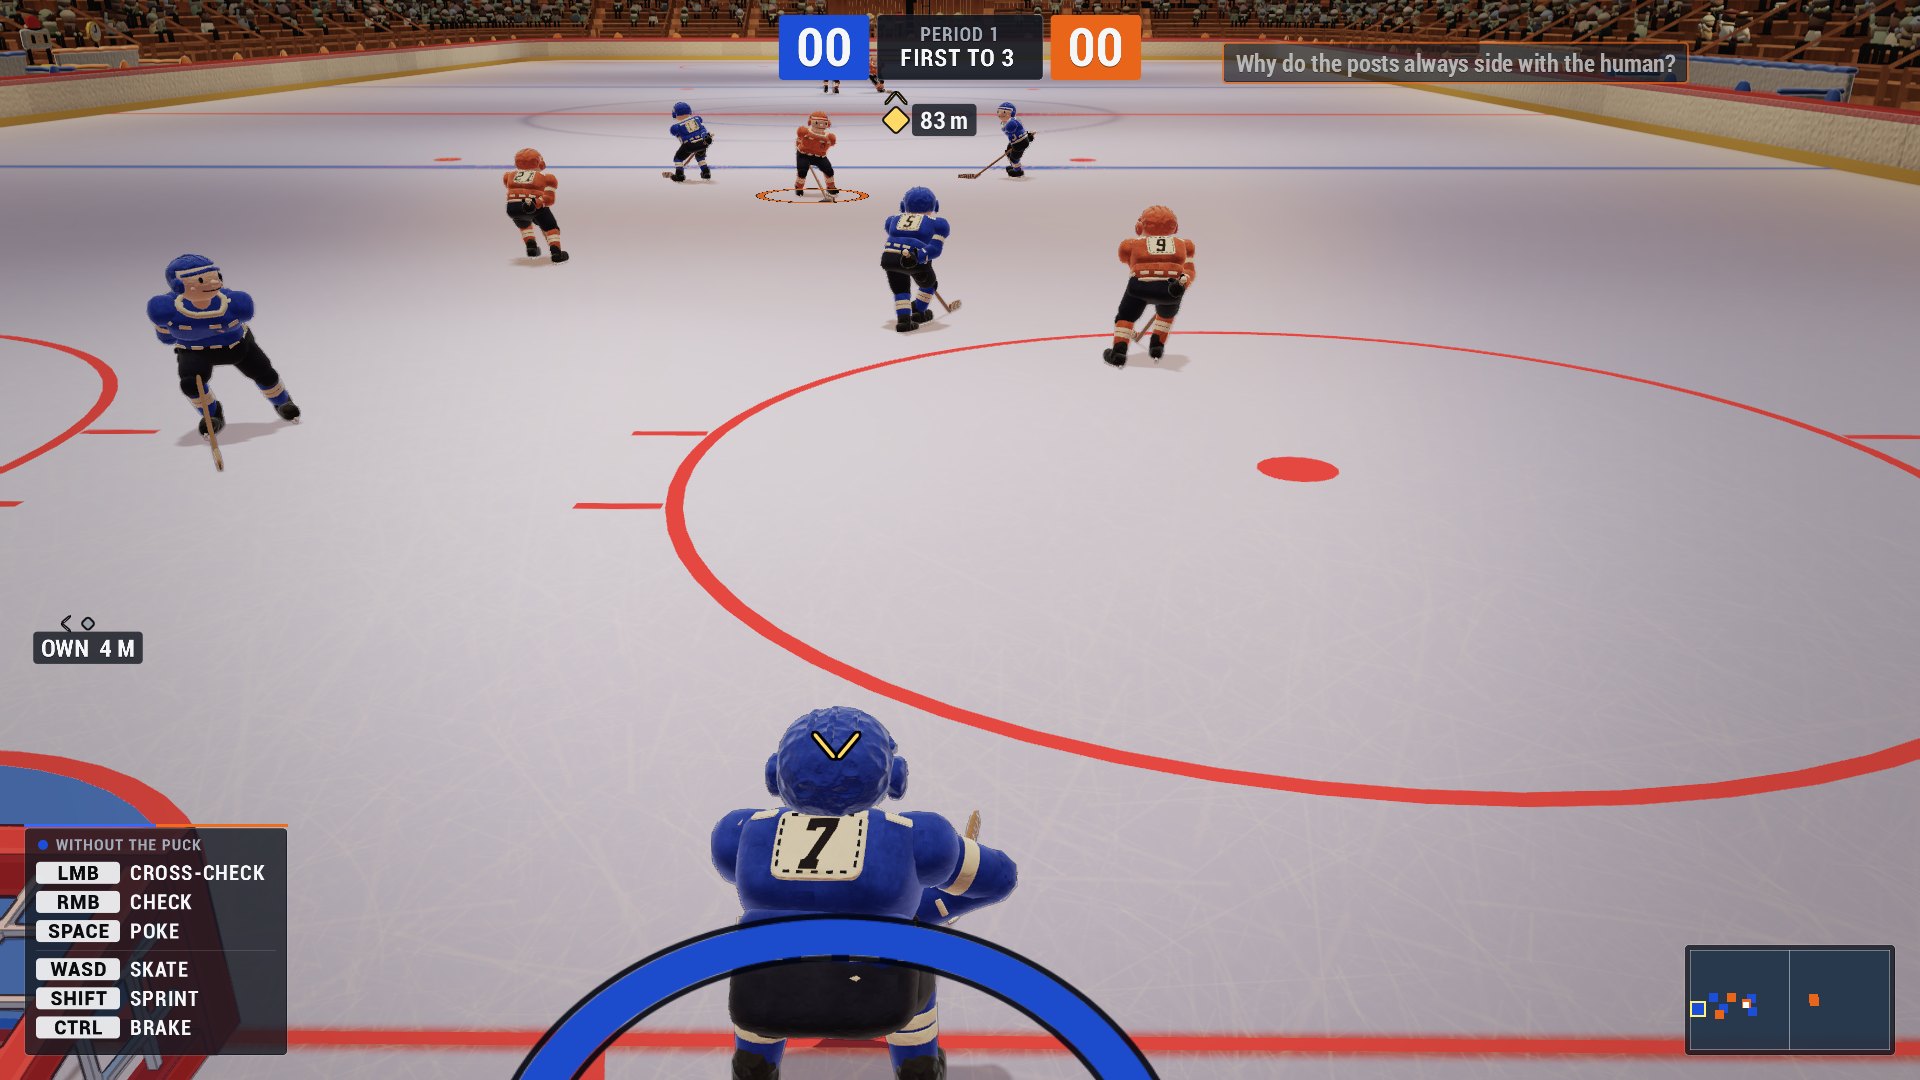 00
PERIOD 1
FIRST TO 3
00
Why do the posts always side with the human?
83 m
21
5
9
OWN 4 M
7
WITHOUT THE PUCK
LMB CROSS-CHECK
RMB CHECK
SPACE POKE
WASD SKATE
SHIFT SPRINT
CTRL BRAKE